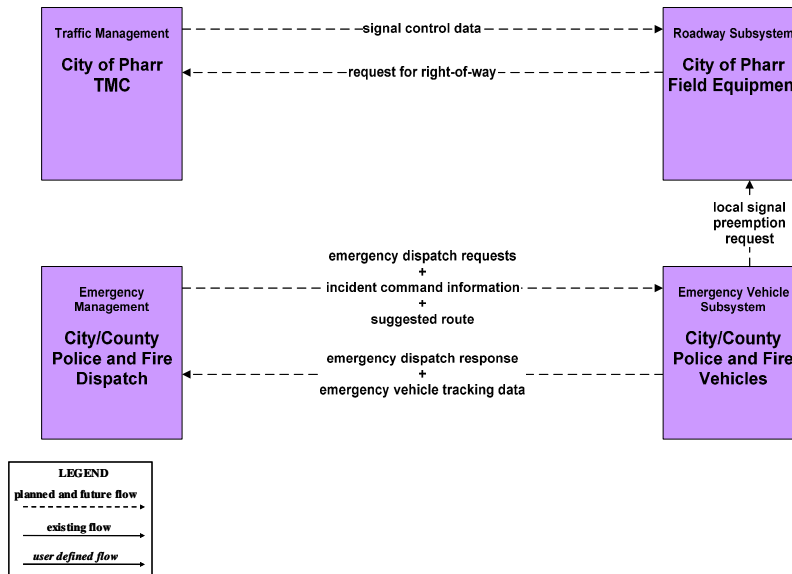 Traffic Management
City of Pharr
TMC
signal control data
request for right-of-way
Roadway Subsystem
City of Pharr
Field Equipmen
local signal
preemption
request
Emergency
Management
City/County
Police and Fire
Dispatch
emergency dispatch requests
+
incident command information
+
suggested route
emergency dispatch response
+
emergency vehicle tracking data
Emergency Vehicle
Subsystem
City/County
Police and Fire
Vehicles
LEGEND
planned and future flow
existing flow
user defined flow